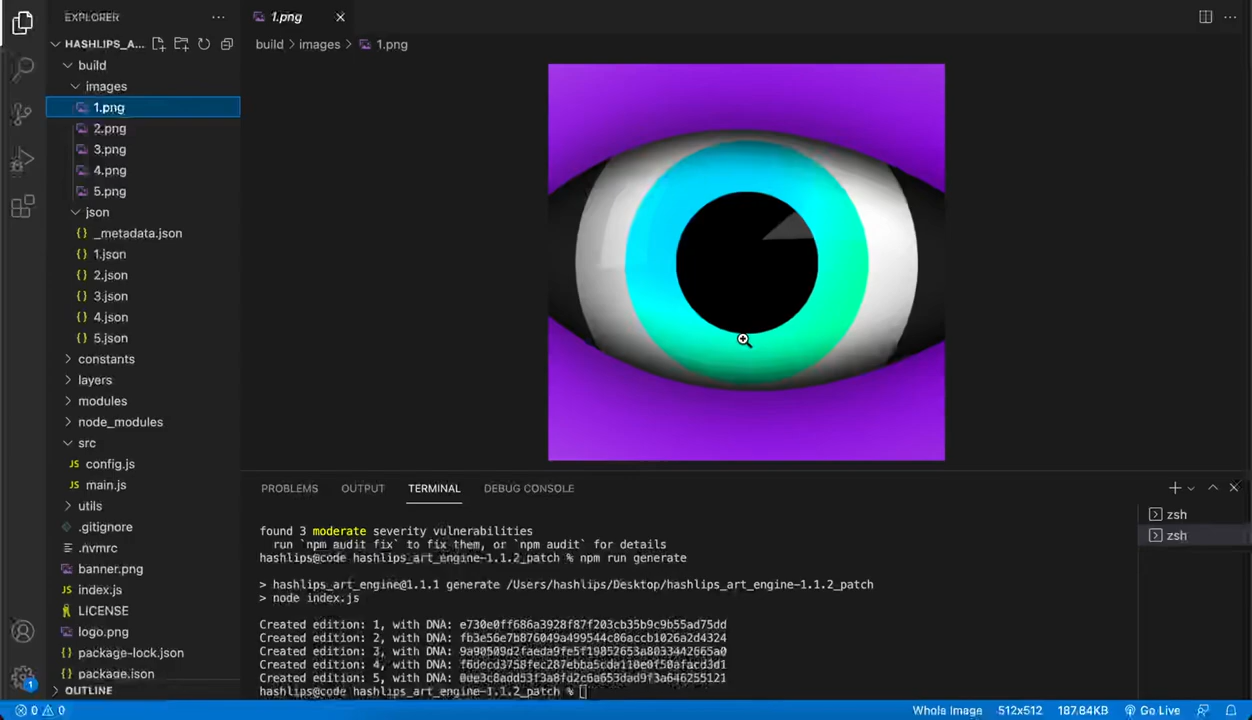 EXPLORER
HASHLIPS_A...
build
images
1.png
2.png
3.png
4.png
5.png
json
_metadata.json
1.json
2.json
3.json
4.json
5.json
constants
layers
modules
node_modules
src
config.js
main.js
utils
.gitignore
.nvmrc
banner.png
index.js
LICENSE
logo.png
package-lock.json
package.json
OUTLINE
1.png
build > images > 1.png
PROBLEMS OUTPUT TERMINAL DEBUG CONSOLE
found 3 moderate severity vulnerabilities
run `npm audit fix` to fix them, or `npm audit` for details
hashlips@code hashlips_art_engine-1.1.2_patch % npm run generate
> hashlips_art_engine@1.1.1 generate /Users/hashlips/Desktop/hashlips_art_engine-1.1.2_patch
> node index.js
Created edition: 1, with DNA:
Created edition: 2, with DNA:
Created edition: 3, with DNA:
Created edition: 4, with DNA:
Created edition: 5, with DNA:
hashlips@code hashlips_art_engine-1.1.2_patch %
zsh
zsh
1
0 0
Whole Image 512x512 187.84KB Go Live